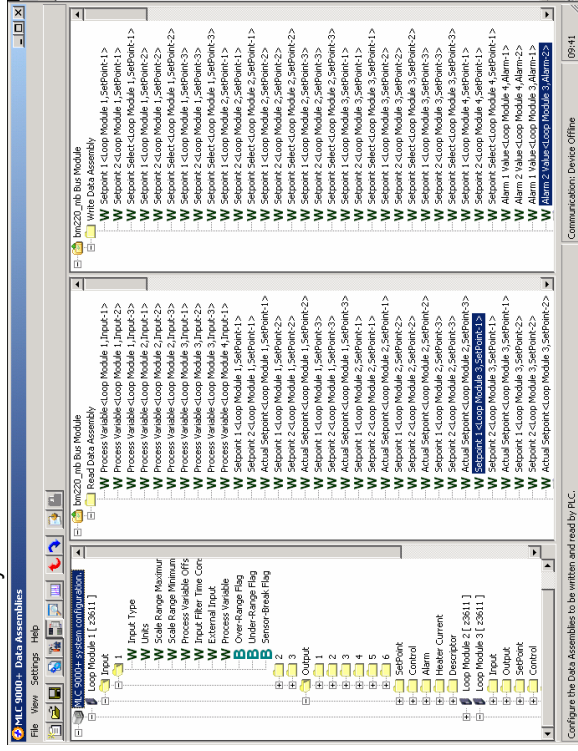 MLC 9000+ Data Assemblies
File View Settings Help
MLC 9000+ system configuration.
Loop Module 1 [ z3611 ]
Input
1
W Input Type
W Units
W Scale Range Maximur
W Scale Range Minimum
W Process Variable Offs
W Input Filter Time Con:
W External Input
W Process Variable
B Over-Range Flag
B Under-Range Flag
B Sensor-Break Flag
2
3
Output
1
2
3
4
5
6
SetPoint
Control
Alarm
Heater Current
Descriptor
Loop Module 2 [ z3611 ]
Loop Module 3 [ z3611 ]
Input
Output
SetPoint
Control
bm220_mb Bus Module
Read Data Assembly
W Process Variable<Loop Module 1,Input-1>
W Process Variable<Loop Module 1,Input-2>
W Process Variable<Loop Module 1,Input-3>
W Process Variable<Loop Module 2,Input-1>
W Process Variable<Loop Module 2,Input-2>
W Process Variable<Loop Module 2,Input-3>
W Process Variable<Loop Module 3,Input-1>
W Process Variable<Loop Module 3,Input-2>
W Process Variable<Loop Module 3,Input-3>
W Process Variable<Loop Module 4,Input-1>
W Setpoint 1 <Loop Module 1,SetPoint-1>
W Setpoint 2 <Loop Module 1,SetPoint-1>
W Actual Setpoint<Loop Module 1,SetPoint-1>
W Setpoint 1 <Loop Module 1,SetPoint-2>
W Setpoint 2 <Loop Module 1,SetPoint-2>
W Actual Setpoint<Loop Module 1,SetPoint-2>
W Setpoint 1 <Loop Module 1,SetPoint-3>
W Setpoint 2 <Loop Module 1,SetPoint-3>
W Actual Setpoint<Loop Module 1,SetPoint-3>
W Setpoint 1 <Loop Module 2,SetPoint-1>
W Setpoint 2 <Loop Module 2,SetPoint-1>
W Actual Setpoint<Loop Module 2,SetPoint-1>
W Setpoint 1 <Loop Module 2,SetPoint-2>
W Setpoint 2 <Loop Module 2,SetPoint-2>
W Actual Setpoint<Loop Module 2,SetPoint-2>
W Setpoint 1 <Loop Module 2,SetPoint-3>
W Setpoint 2 <Loop Module 2,SetPoint-3>
W Actual Setpoint<Loop Module 2,SetPoint-3>
W Setpoint 1 <Loop Module 3,SetPoint-1>
W Setpoint 2 <Loop Module 3,SetPoint-1>
W Actual Setpoint<Loop Module 3,SetPoint-1>
W Setpoint 1 <Loop Module 3,SetPoint-2>
W Setpoint 2 <Loop Module 3,SetPoint-2>
W Actual Setpoint<Loop Module 3,SetPoint-2>
bm220_mb Bus Module
Write Data Assembly
W Setpoint 1<Loop Module 1,SetPoint-1>
W Setpoint 2<Loop Module 1,SetPoint-1>
W Setpoint Select<Loop Module 1,SetPoint-1>
W Setpoint 1<Loop Module 1,SetPoint-2>
W Setpoint 2<Loop Module 1,SetPoint-2>
W Setpoint Select<Loop Module 1,SetPoint-2>
W Setpoint 1<Loop Module 1,SetPoint-3>
W Setpoint 2<Loop Module 1,SetPoint-3>
W Setpoint Select<Loop Module 1,SetPoint-3>
W Setpoint 1<Loop Module 2,SetPoint-1>
W Setpoint 2<Loop Module 2,SetPoint-1>
W Setpoint Select<Loop Module 2,SetPoint-1>
W Setpoint 1<Loop Module 2,SetPoint-2>
W Setpoint 2<Loop Module 2,SetPoint-2>
W Setpoint Select<Loop Module 2,SetPoint-2>
W Setpoint 1<Loop Module 2,SetPoint-3>
W Setpoint 2<Loop Module 2,SetPoint-3>
W Setpoint Select<Loop Module 2,SetPoint-3>
W Setpoint 1<Loop Module 3,SetPoint-1>
W Setpoint 2<Loop Module 3,SetPoint-1>
W Setpoint Select<Loop Module 3,SetPoint-1>
W Setpoint 1<Loop Module 3,SetPoint-2>
W Setpoint 2<Loop Module 3,SetPoint-2>
W Setpoint Select<Loop Module 3,SetPoint-2>
W Setpoint 1<Loop Module 3,SetPoint-3>
W Setpoint 2<Loop Module 3,SetPoint-3>
W Setpoint Select<Loop Module 3,SetPoint-3>
W Setpoint 1<Loop Module 4,SetPoint-1>
W Setpoint 2<Loop Module 4,SetPoint-1>
W Setpoint Select<Loop Module 4,SetPoint-1>
W Alarm 1 Value<Loop Module 4,Alarm-1>
W Alarm 2 Value<Loop Module 4,Alarm-2>
W Alarm 1 Value<Loop Module 3,Alarm-1>
W Alarm 2 Value<Loop Module 3,Alarm-2>
Configure the Data Assemblies to be written and read by PLC.
Communication: Device Offline
09:41